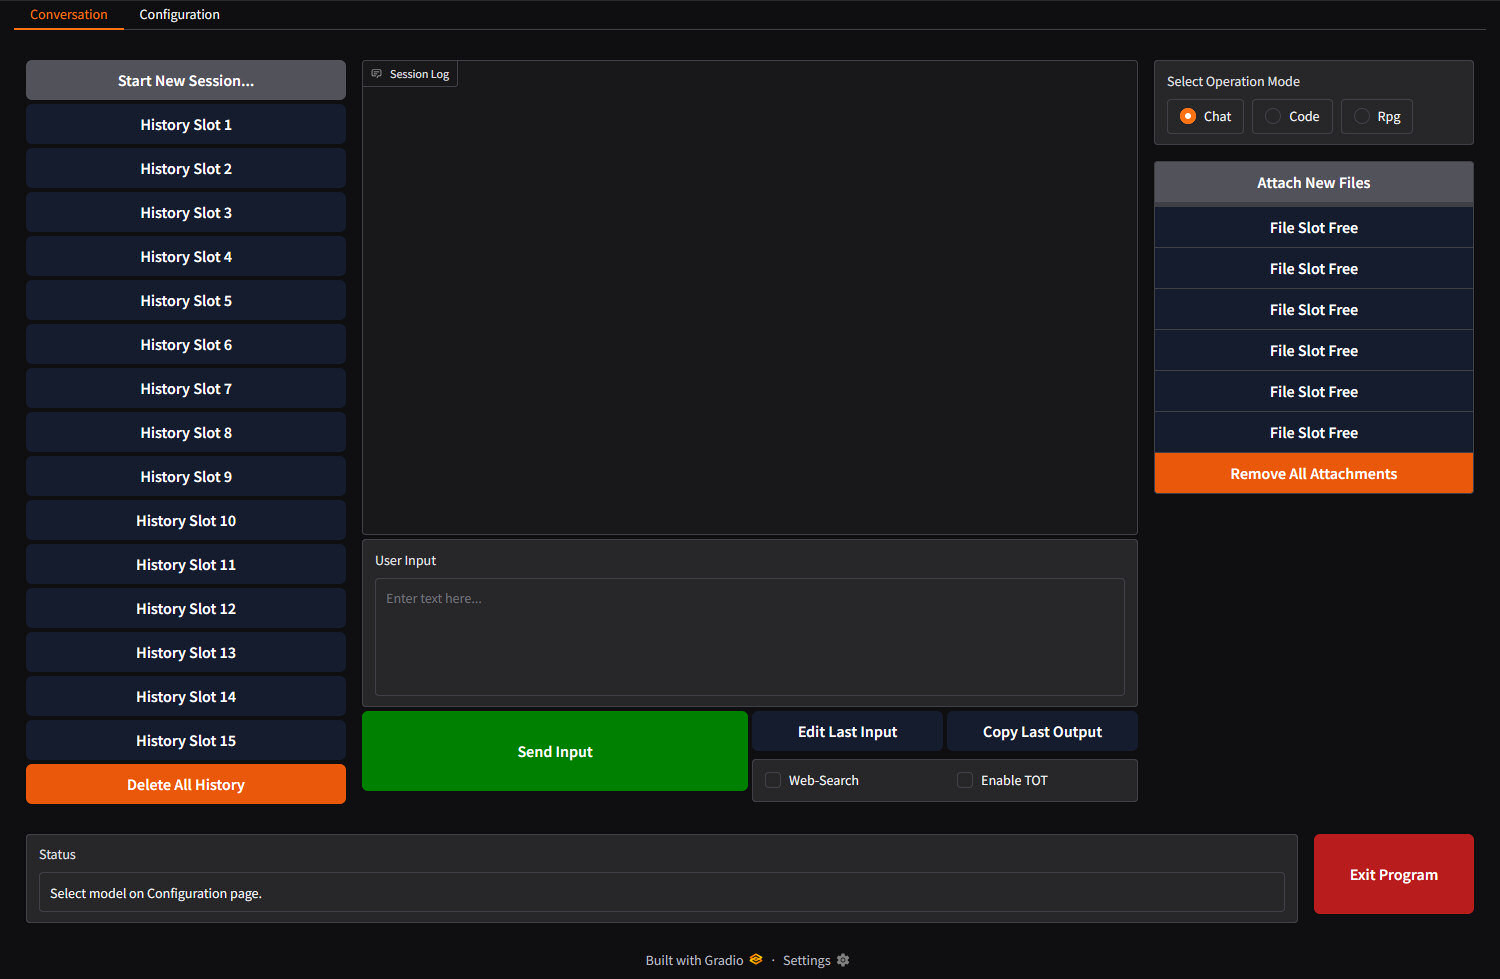 Conversation
Configuration
Start New Session...
History Slot 1
History Slot 2
History Slot 3
History Slot 4
History Slot 5
History Slot 6
History Slot 7
History Slot 8
History Slot 9
History Slot 10
History Slot 11
History Slot 12
History Slot 13
History Slot 14
History Slot 15
Delete All History
Session Log
User Input
Enter text here...
Send Input
Edit Last Input
Copy Last Output
Web-Search
Enable TOT
Select Operation Mode
Chat
Code
Rpg
Attach New Files
File Slot Free
File Slot Free
File Slot Free
File Slot Free
File Slot Free
File Slot Free
Remove All Attachments
Status
Select model on Configuration page.
Exit Program
Built with Gradio · Settings